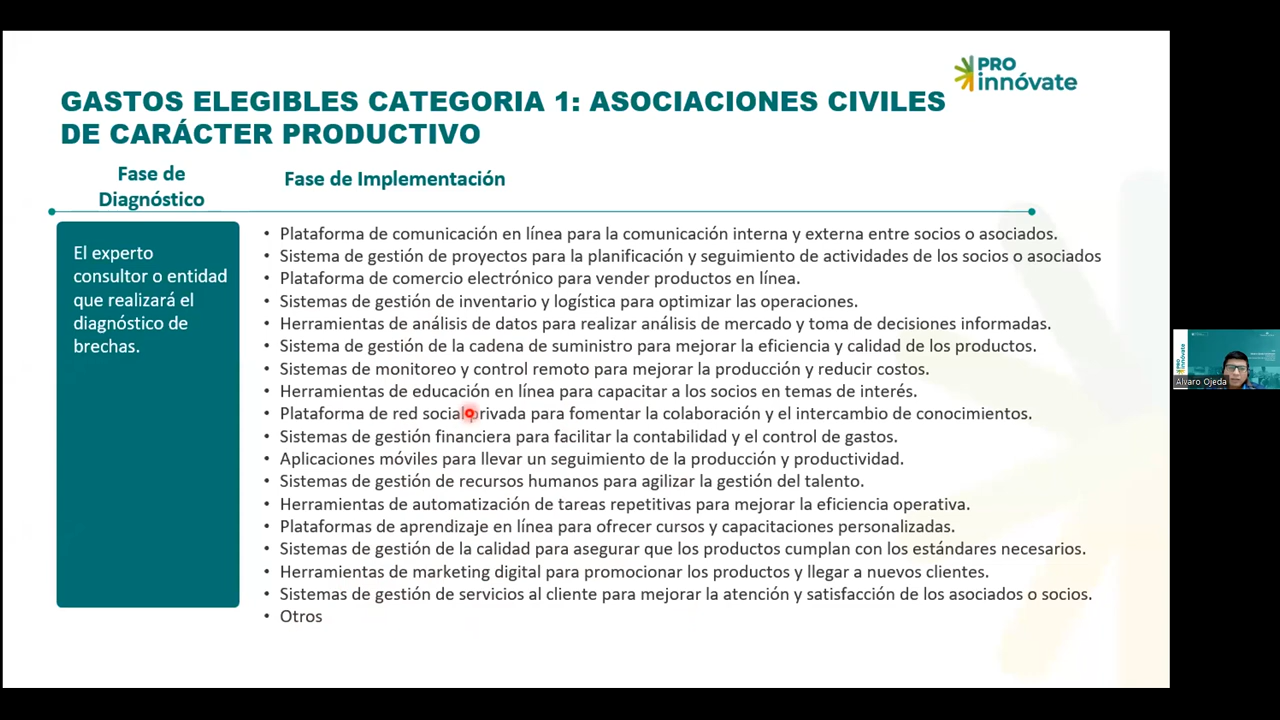 PRO
innóvate
GASTOS ELEGIBLES CATEGORIA 1: ASOCIACIONES CIVILES
DE CARÁCTER PRODUCTIVO
Fase de
Diagnóstico
Fase de Implementación
El experto
consultor o entidad
que realizará el
diagnóstico de
brechas.
• Plataforma de comunicación en línea para la comunicación interna y externa entre socios o asociados.
• Sistema de gestión de proyectos para la planificación y seguimiento de actividades de los socios o asociados
• Plataforma de comercio electrónico para vender productos en línea.
• Sistemas de gestión de inventario y logística para optimizar las operaciones.
• Herramientas de análisis de datos para realizar análisis de mercado y toma de decisiones informadas.
• Sistema de gestión de la cadena de suministro para mejorar la eficiencia y calidad de los productos.
• Sistemas de monitoreo y control remoto para mejorar la producción y reducir costos.
• Herramientas de educación en línea para capacitar a los socios en temas de interés.
• Plataforma de red social privada para fomentar la colaboración y el intercambio de conocimientos.
• Sistemas de gestión financiera para facilitar la contabilidad y el control de gastos.
• Aplicaciones móviles para llevar un seguimiento de la producción y productividad.
• Sistemas de gestión de recursos humanos para agilizar la gestión del talento.
• Herramientas de automatización de tareas repetitivas para mejorar la eficiencia operativa.
• Plataformas de aprendizaje en línea para ofrecer cursos y capacitaciones personalizadas.
• Sistemas de gestión de la calidad para asegurar que los productos cumplan con los estándares necesarios.
• Herramientas de marketing digital para promocionar los productos y llegar a nuevos clientes.
• Sistemas de gestión de servicios al cliente para mejorar la atención y satisfacción de los asociados o socios.
• Otros
PRO
innóvate
Alvaro Ojeda